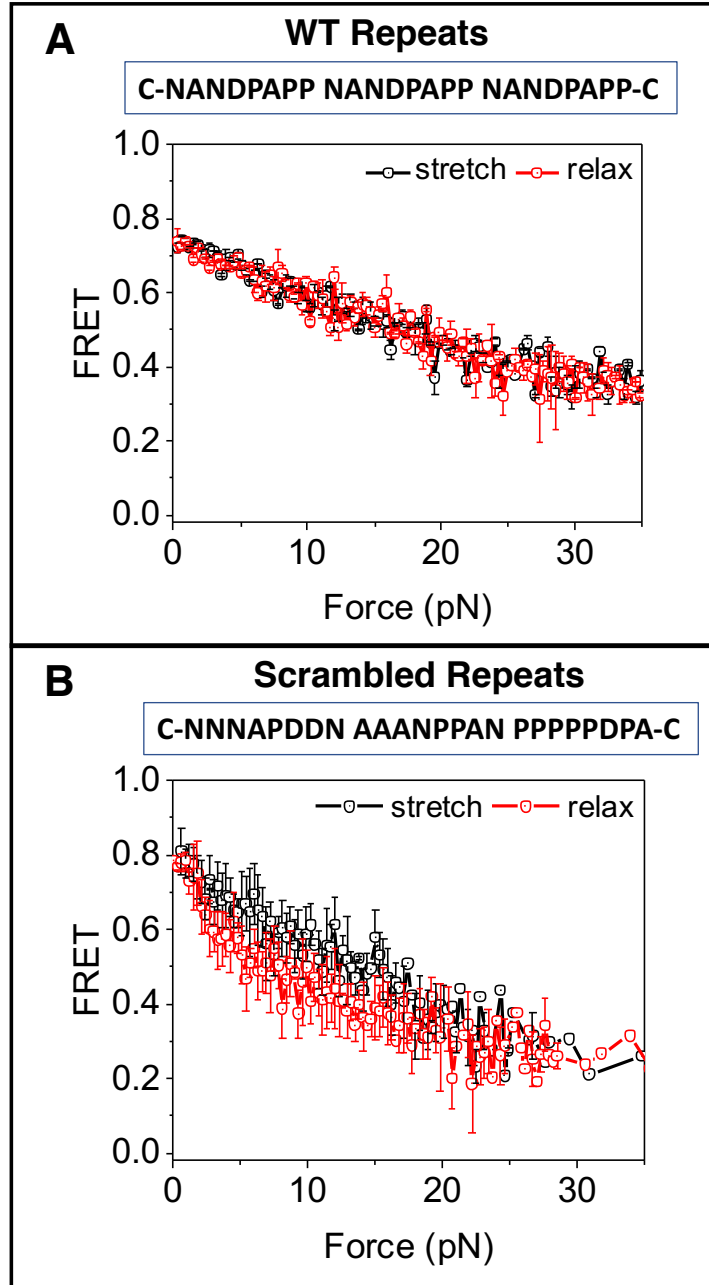 A
WT Repeats
C-NANDPAPP NANDPAPP NANDPAPP-C
1.0
stretch relax
0.8
0.6
FRET
0.4
0.2
0.0
0 10 20 30
Force (pN)
B
Scrambled Repeats
C-NNNAPDDN AAANPPAN PPPPPDPA-C
1.0
stretch relax
0.8
0.6
FRET
0.4
0.2
0.0
0 10 20 30
Force (pN)